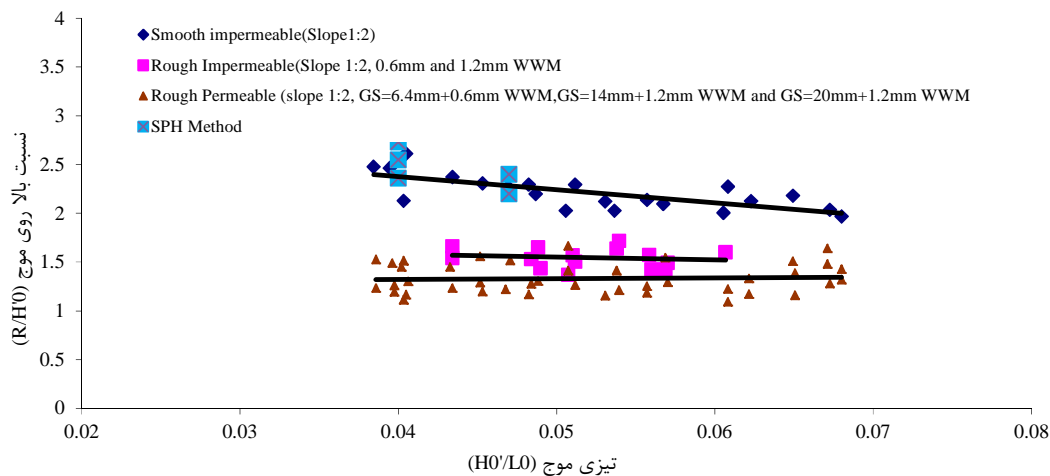 4
3.5
3
2.5
2
1.5
1
0.5
0
Smooth impermeable(Slope1:2)
Rough Impermeable(Slope 1:2, 0.6mm and 1.2mm WWM
Rough Permeable (slope 1:2, GS=6.4mm+0.6mm WWM,GS=14mm+1.2mm WWM and GS=20mm+1.2mm WWM
SPH Method
نسبت بالا روی موج (R/H'0)
0.02 0.03 0.04 0.05 0.06 0.07 0.08
تیزی موج (H0'/L0)